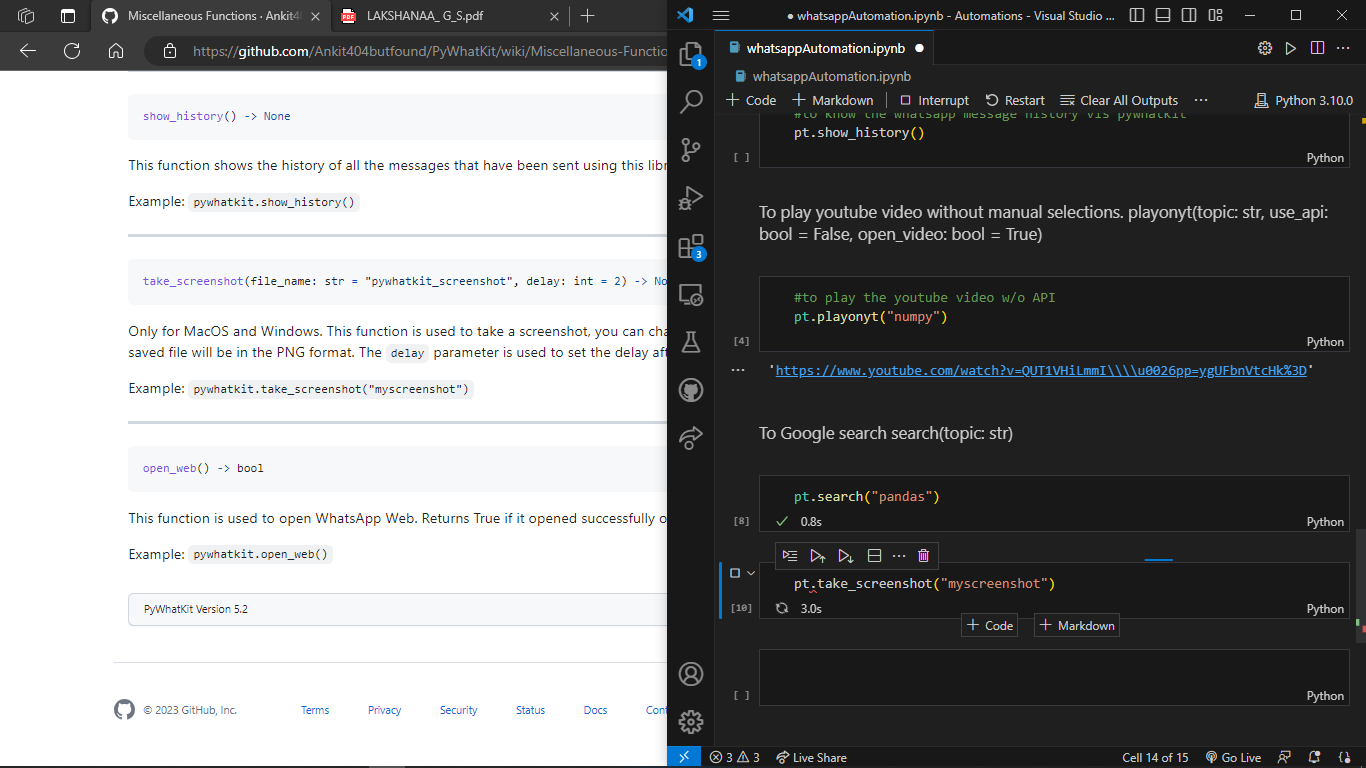 Miscellaneous Functions · Ankit4
LAKSHANAA_ G_S.pdf
https://github.com/Ankit404butfound/PyWhatKit/wiki/Miscellaneous-Functio
show_history() -> None
This function shows the history of all the messages that have been sent using this libr
Example: pywhatkit.show_history()
take_screenshot(file_name: str = "pywhatkit_screenshot", delay: int = 2) -> No
Only for MacOS and Windows. This function is used to take a screenshot, you can cha
saved file will be in the PNG format. The delay parameter is used to set the delay aft
Example: pywhatkit.take_screenshot("myscreenshot")
open_web() -> bool
This function is used to open WhatsApp Web. Returns True if it opened successfully o
Example: pywhatkit.open_web()
PyWhatKit Version 5.2
© 2023 GitHub, Inc.
Terms
Privacy
Security
Status
Docs
Cont
● whatsappAutomation.ipynb - Automations - Visual Studio ...
whatsappAutomation.ipynb ●
whatsappAutomation.ipynb
+ Code + Markdown | Interrupt Restart Clear All Outputs ··· Python 3.10.0
#to know the whatsapp message history vis pywhatkit
pt.show_history()
[ ] Python
To play youtube video without manual selections. playonyt(topic: str, use_api:
bool = False, open_video: bool = True)
#to play the youtube video w/o API
pt.playonyt("numpy")
[4] Python
'https://www.youtube.com/watch?v=QUT1VHiLmmI\\\\u0026pp=ygUFbnVtcHk%3D'
To Google search search(topic: str)
pt.search("pandas")
[8] 0.8s Python
pt.take_screenshot("myscreenshot")
[10] 3.0s Python
+ Code + Markdown
[ ] Python
1
3
3 3 Live Share
Cell 14 of 15 Go Live